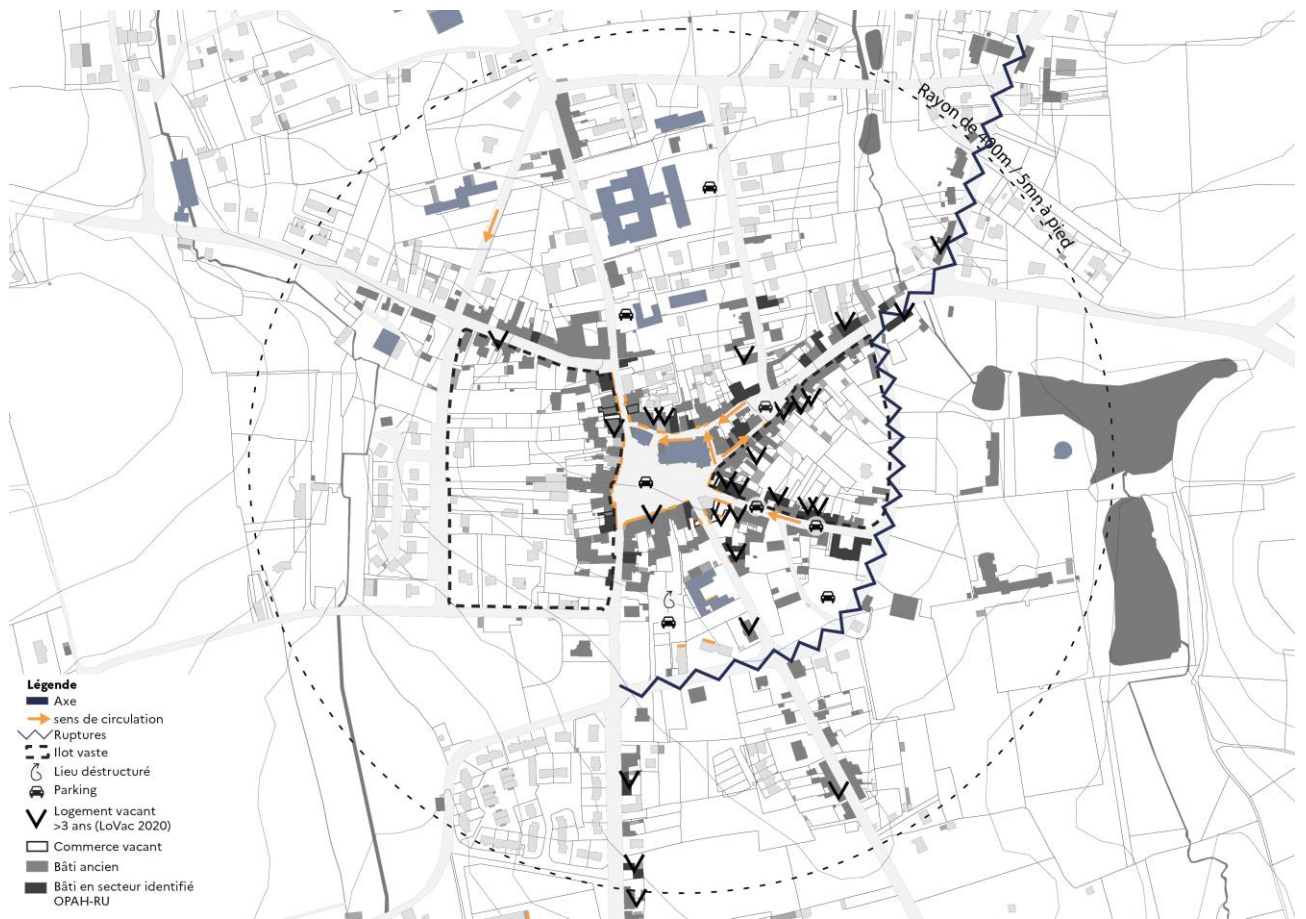 Rayon de 400m / 5mn à pied
Légende
Axe
sens de circulation
Ruptures
Ilot vaste
Lieu déstructuré
Parking
Logement vacant
>3 ans (LoVac 2020)
Commerce vacant
Bâti ancien
Bâti en secteur identifié
OPAH-RU